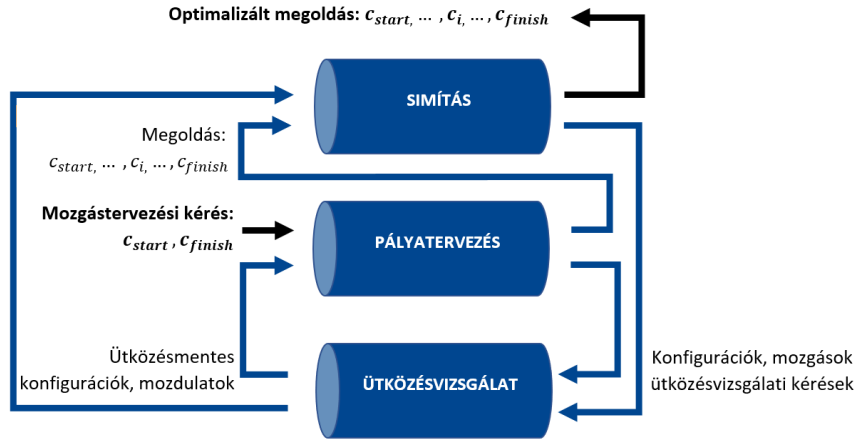 Optimalizált megoldás: c_start, ... , c_i, ... , c_finish
SIMÍTÁS
Megoldás:
c_start, ... , c_i, ... , c_finish
Mozgástervezési kérés:
c_start , c_finish
PÁLYATERVEZÉS
Ütközésmentes
konfigurációk, mozdulatok
ÜTKÖZÉSVIZSGÁLAT
Konfigurációk, mozgások
ütközésvizsgálati kérések